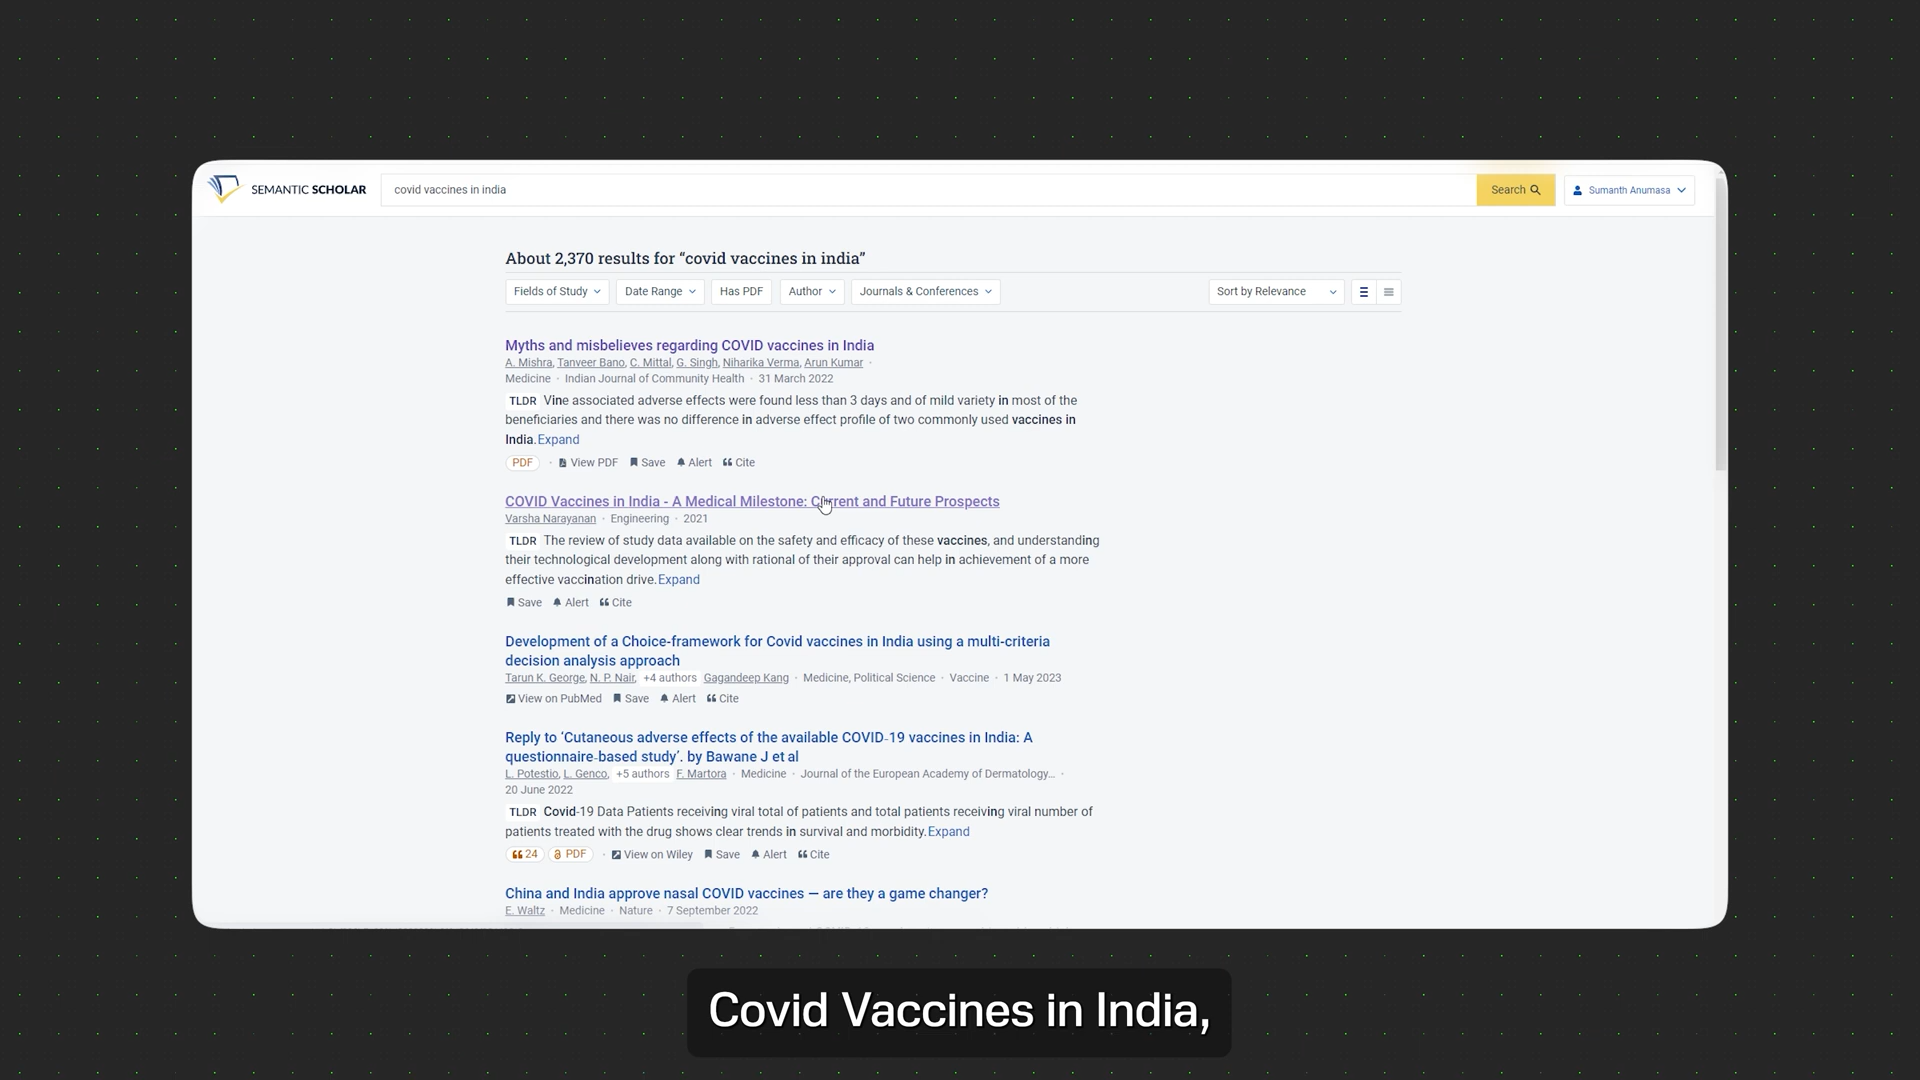 SEMANTIC SCHOLAR
covid vaccines in india
Search
Sumanth Anumasa
About 2,370 results for “covid vaccines in india”
Fields of Study
Date Range
Has PDF
Author
Journals & Conferences
Sort by Relevance
Myths and misbelieves regarding COVID vaccines in India
A. Mishra, Tanveer Bano, C. Mittal, G. Singh, Niharika Verma, Arun Kumar ·
Medicine · Indian Journal of Community Health · 31 March 2022
TLDR Vine associated adverse effects were found less than 3 days and of mild variety in most of the
beneficiaries and there was no difference in adverse effect profile of two commonly used vaccines in
India. Expand
PDF · View PDF Save Alert Cite
COVID Vaccines in India - A Medical Milestone: Current and Future Prospects
Varsha Narayanan · Engineering · 2021
TLDR The review of study data available on the safety and efficacy of these vaccines, and understanding
their technological development along with rational of their approval can help in achievement of a more
effective vaccination drive. Expand
Save Alert Cite
Development of a Choice-framework for Covid vaccines in India using a multi-criteria
decision analysis approach
Tarun K. George, N. P. Nair, +4 authors Gagandeep Kang · Medicine, Political Science · Vaccine · 1 May 2023
View on PubMed Save Alert Cite
Reply to ‘Cutaneous adverse effects of the available COVID-19 vaccines in India: A
questionnaire-based study’. by Bawane J et al
L. Potestio, L. Genco, +5 authors F. Martora · Medicine · Journal of the European Academy of Dermatology… ·
20 June 2022
TLDR Covid-19 Data Patients receiving viral total of patients and total patients receiving viral number of
patients treated with the drug shows clear trends in survival and morbidity. Expand
24 PDF · View on Wiley Save Alert Cite
China and India approve nasal COVID vaccines — are they a game changer?
E. Waltz · Medicine · Nature · 7 September 2022
Covid Vaccines in India,